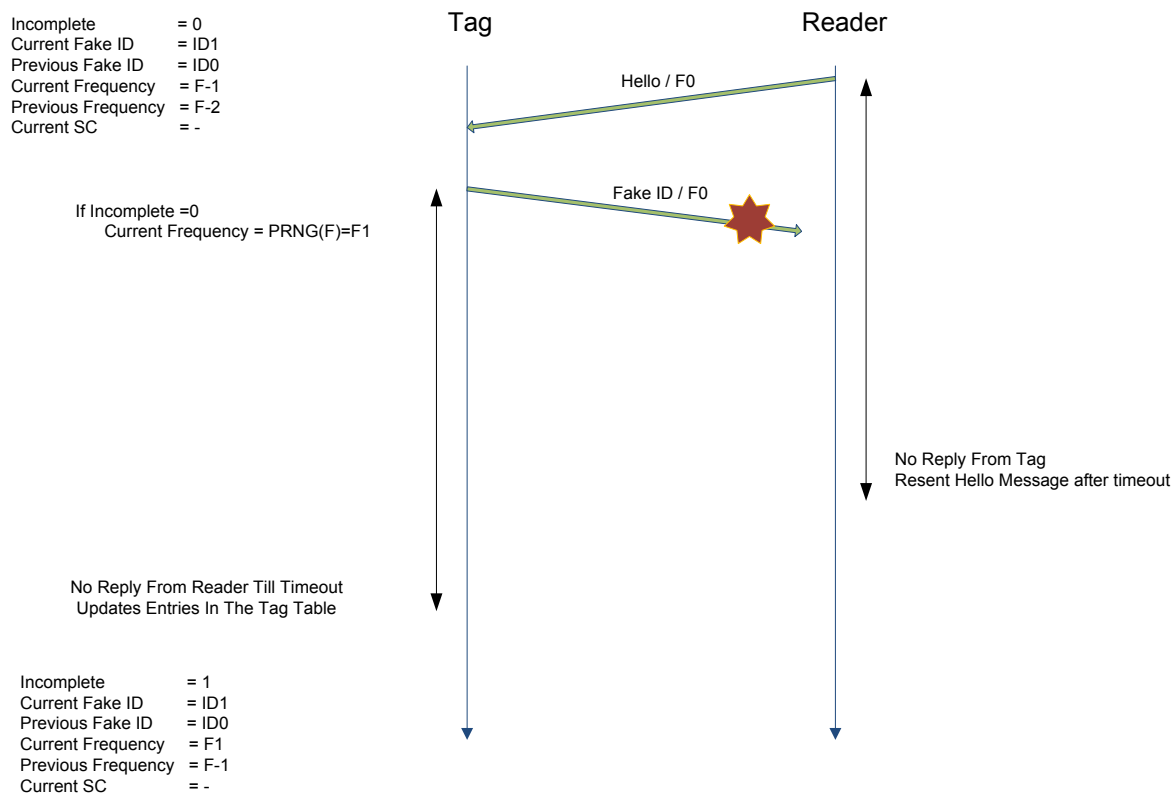 Tag
Reader
Incomplete = 0
Current Fake ID = ID1
Previous Fake ID = ID0
Current Frequency = F-1
Previous Frequency = F-2
Current SC = -
Hello / F0
Fake ID / F0
If Incomplete =0
Current Frequency = PRNG(F)=F1
No Reply From Tag
Resent Hello Message after timeout
No Reply From Reader Till Timeout
Updates Entries In The Tag Table
Incomplete = 1
Current Fake ID = ID1
Previous Fake ID = ID0
Current Frequency = F1
Previous Frequency = F-1
Current SC = -